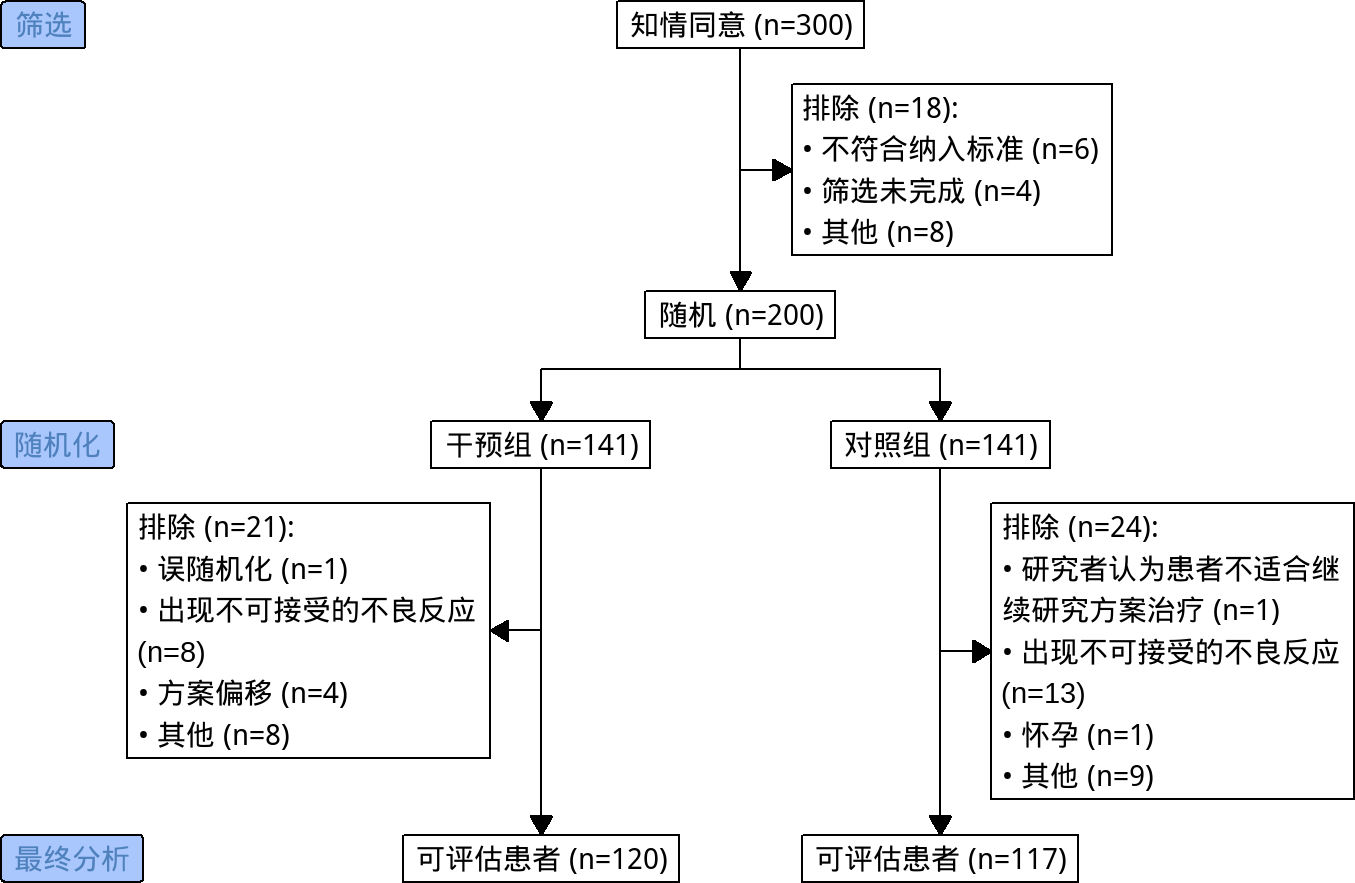 筛选
知情同意 (n=300)
排除 (n=18):
• 不符合纳入标准 (n=6)
• 筛选未完成 (n=4)
• 其他 (n=8)
随机 (n=200)
随机化
干预组 (n=141)
对照组 (n=141)
排除 (n=21):
• 误随机化 (n=1)
• 出现不可接受的不良反应
(n=8)
• 方案偏移 (n=4)
• 其他 (n=8)
排除 (n=24):
• 研究者认为患者不适合继
续研究方案治疗 (n=1)
• 出现不可接受的不良反应
(n=13)
• 怀孕 (n=1)
• 其他 (n=9)
最终分析
可评估患者 (n=120)
可评估患者 (n=117)